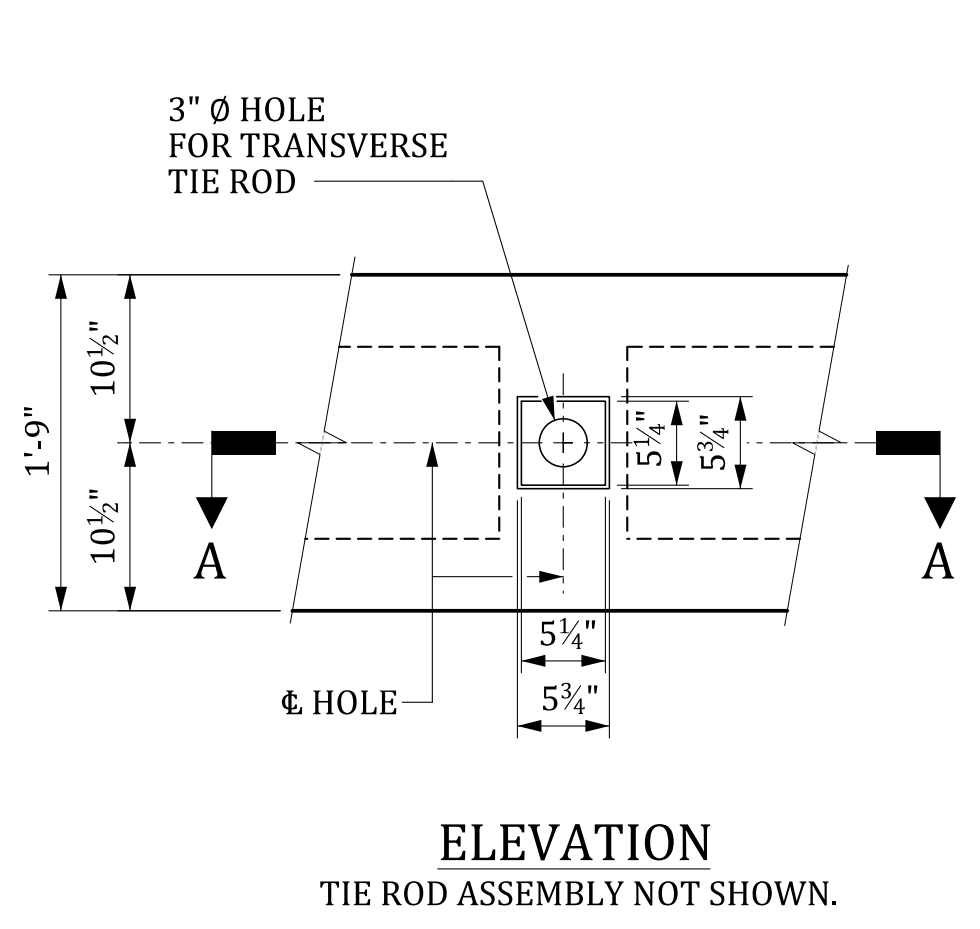 3" Ø HOLE
FOR TRANSVERSE
TIE ROD
10½"
1'-9"
10½"
5¼"
5¾"
A
A
5¼"
5¾"
℄ HOLE
ELEVATION
TIE ROD ASSEMBLY NOT SHOWN.